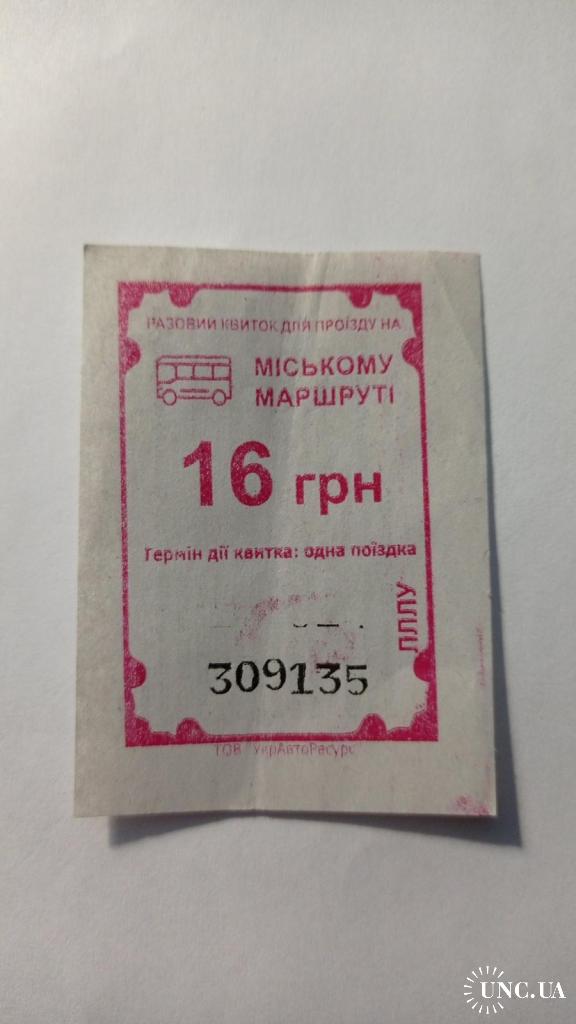 РАЗОВИЙ КВИТОК ДЛЯ ПРОЇЗДУ НА
МІСЬКОМУ
МАРШРУТІ
16 грн
Термін дії квитка: одна поїздка
ЛЛЛУ
309135
ТОВ "УкрАвтоРесурс"
UNC.UA